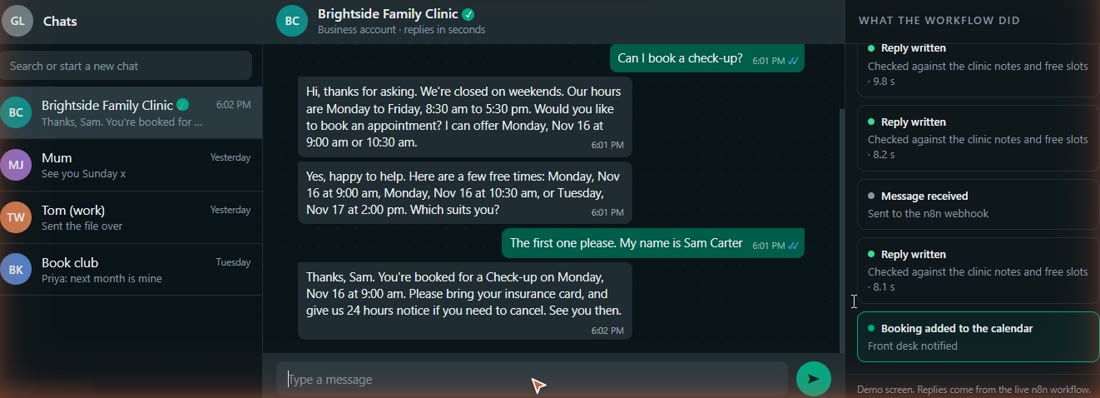 GL
Chats
Search or start a new chat
BC
Brightside Family Clinic
6:02 PM
Thanks, Sam. You're booked for ...
MJ
Mum
Yesterday
See you Sunday x
TW
Tom (work)
Yesterday
Sent the file over
BK
Book club
Tuesday
Priya: next month is mine
BC
Brightside Family Clinic
Business account · replies in seconds
Can I book a check-up?
6:01 PM
Hi, thanks for asking. We're closed on weekends. Our hours
are Monday to Friday, 8:30 am to 5:30 pm. Would you like
to book an appointment? I can offer Monday, Nov 16 at
9:00 am or 10:30 am.
6:01 PM
Yes, happy to help. Here are a few free times: Monday, Nov
16 at 9:00 am, Monday, Nov 16 at 10:30 am, or Tuesday,
Nov 17 at 2:00 pm. Which suits you?
6:01 PM
The first one please. My name is Sam Carter
6:01 PM
Thanks, Sam. You're booked for a Check-up on Monday,
Nov 16 at 9:00 am. Please bring your insurance card, and
give us 24 hours notice if you need to cancel. See you then.
6:02 PM
Type a message
WHAT THE WORKFLOW DID
Reply written
Checked against the clinic notes and free slots
· 9.8 s
Reply written
Checked against the clinic notes and free slots
· 8.2 s
Message received
Sent to the n8n webhook
Reply written
Checked against the clinic notes and free slots
· 8.1 s
Booking added to the calendar
Front desk notified
Demo screen. Replies come from the live n8n workflow.